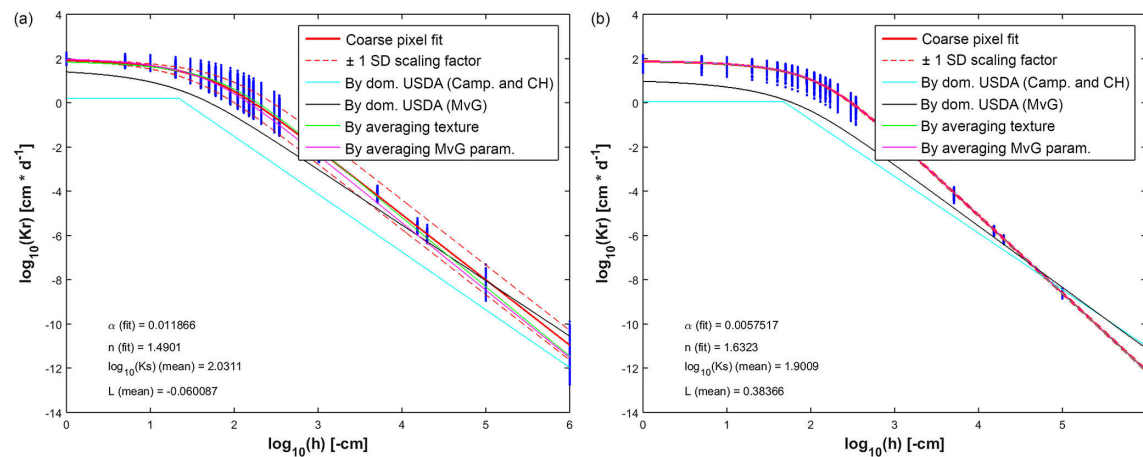 (a)
4
2
0
-2
-4
-6
-8
-10
-12
-14
log10(Kr) [cm * d-1]
0 1 2 3 4 5 6
log10(h) [-cm]
Coarse pixel fit
± 1 SD scaling factor
By dom. USDA (Camp. and CH)
By dom. USDA (MvG)
By averaging texture
By averaging MvG param.
α (fit) = 0.011866
n (fit) = 1.4901
log10(Ks) (mean) = 2.0311
L (mean) = -0.060087
(b)
4
2
0
-2
-4
-6
-8
-10
-12
-14
log10(Kr) [cm * d-1]
0 1 2 3 4 5
log10(h) [-cm]
Coarse pixel fit
± 1 SD scaling factor
By dom. USDA (Camp. and CH)
By dom. USDA (MvG)
By averaging texture
By averaging MvG param.
α (fit) = 0.0057517
n (fit) = 1.6323
log10(Ks) (mean) = 1.9009
L (mean) = 0.38366